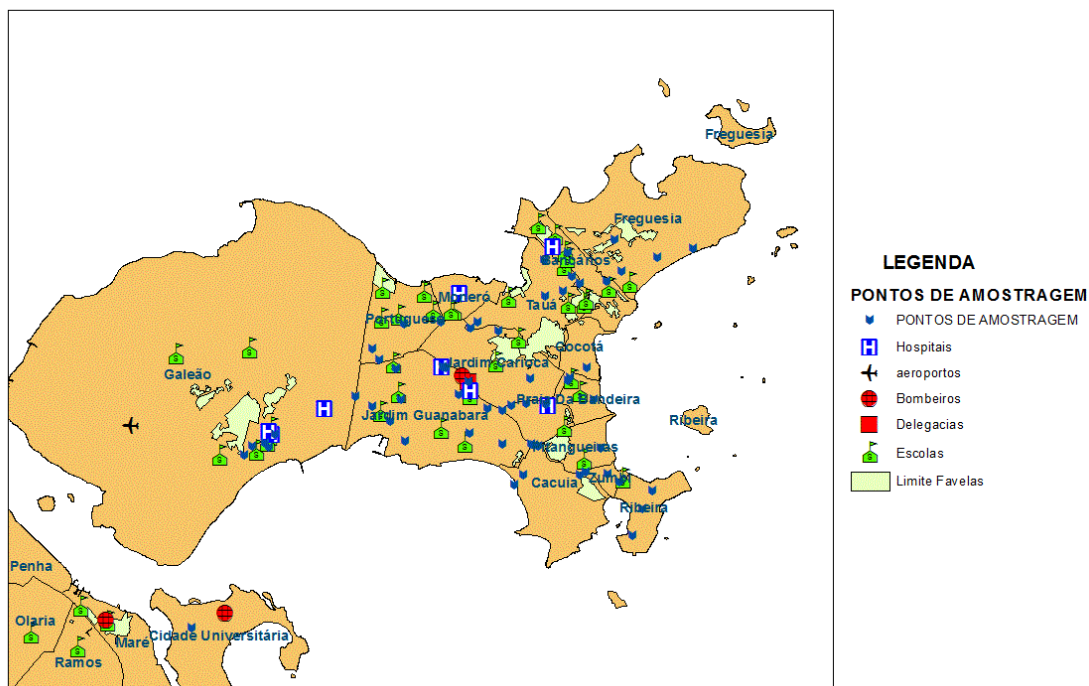 Freguesia
Freguesia
Bancários
Moneró
Tauá
Portuguesa
Cocotá
Jardim Carioca
Galeão
Praia Da Bandeira
Jardim Guanabara
Ribeira
Pitangueiras
Cacuia
Zumbi
Ribeira
Penha
Olaria
Maré
Cidade Universitária
Ramos
LEGENDA
PONTOS DE AMOSTRAGEM
PONTOS DE AMOSTRAGEM
H Hospitais
aeroportos
Bombeiros
Delegacias
S Escolas
Limite Favelas